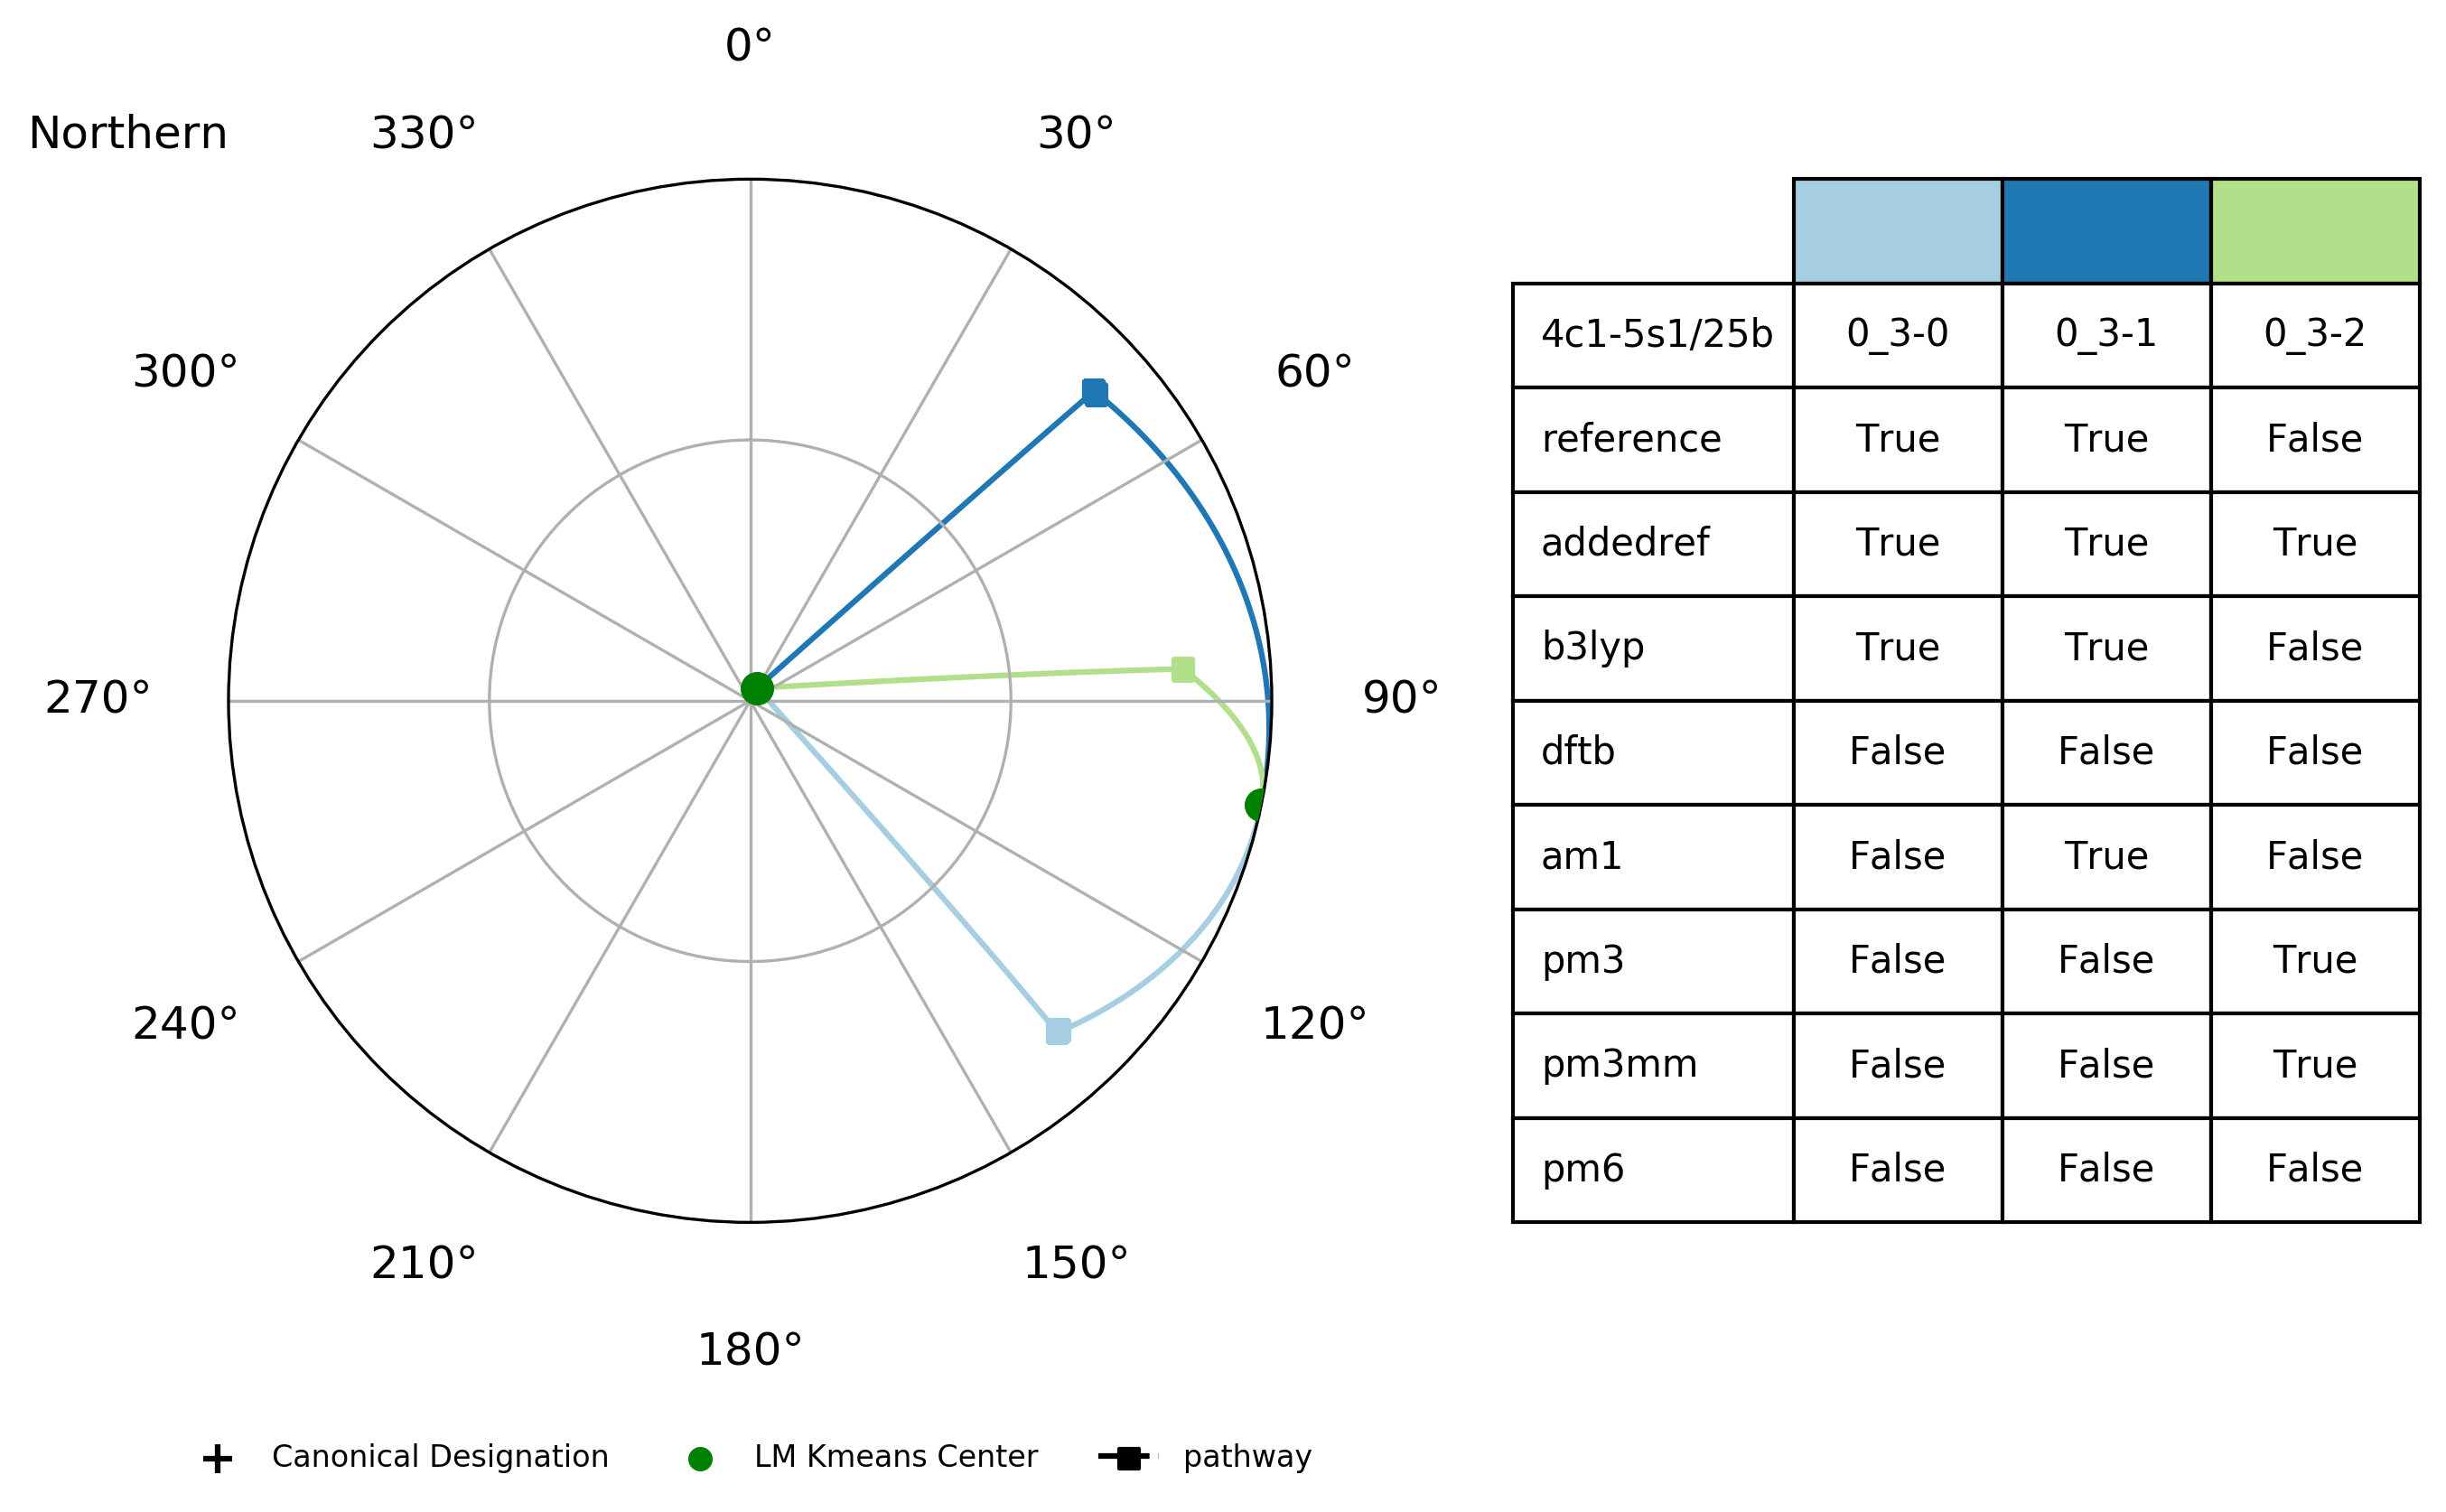 0°
Northern
330°
30°
300°
60°
270°
90°
240°
120°
210°
150°
180°
4c1-5s1/25b 0_3-0 0_3-1 0_3-2
reference True True False
addedref True True True
b3lyp True True False
dftb False False False
am1 False True False
pm3 False False True
pm3mm False False True
pm6 False False False
Canonical Designation
LM Kmeans Center
pathway